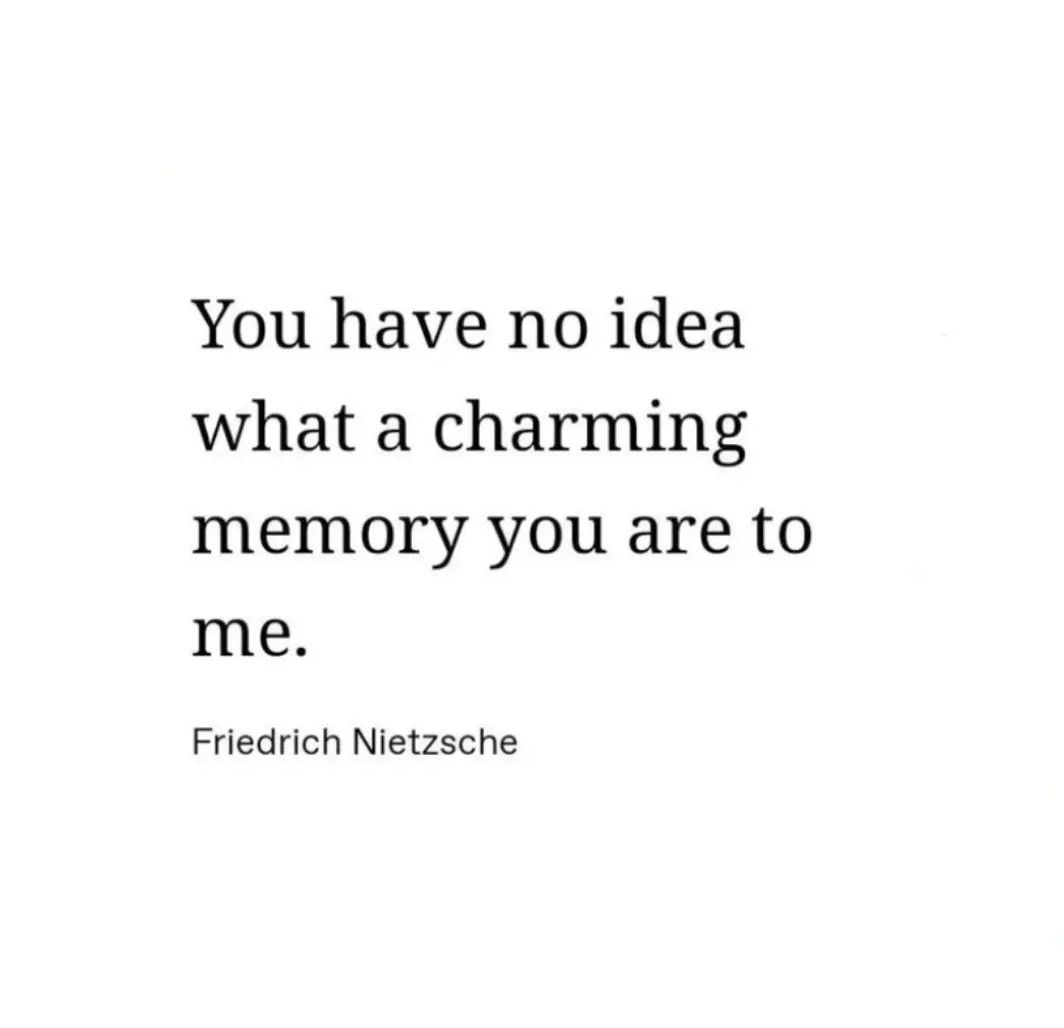 You have no idea
what a charming
memory you are to
me.
Friedrich Nietzsche